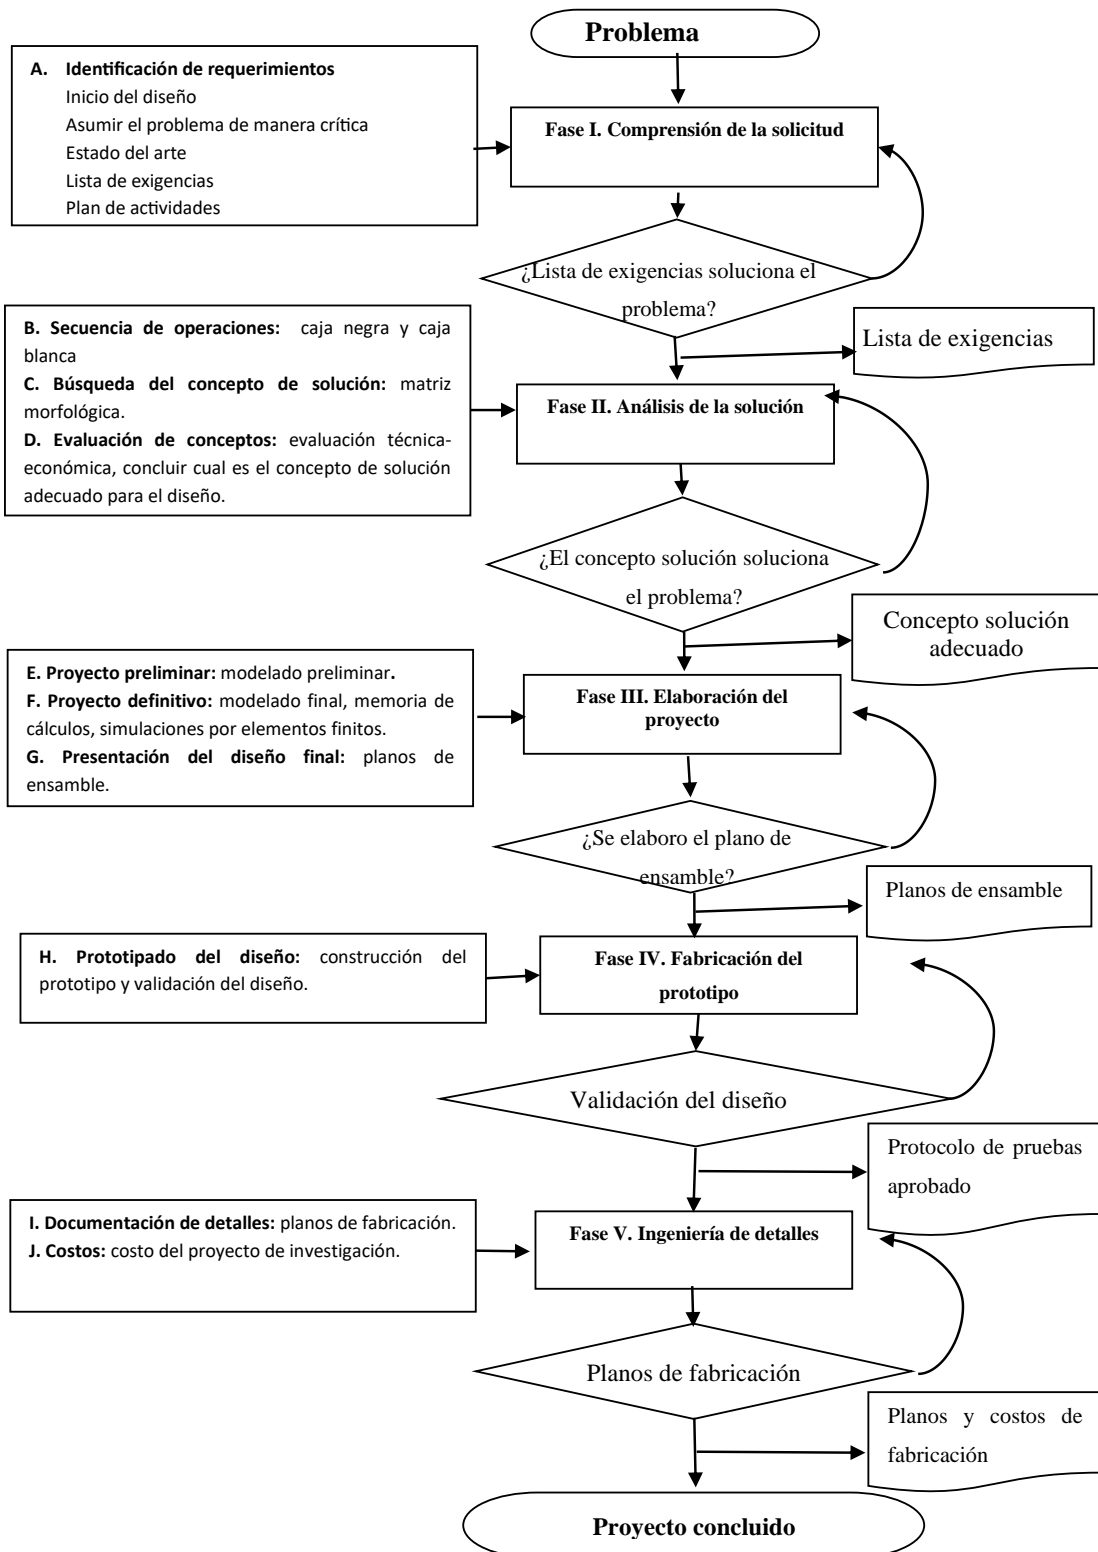 Problema
A. Identificación de requerimientos
Inicio del diseño
Asumir el problema de manera crítica
Estado del arte
Lista de exigencias
Plan de actividades
Fase I. Comprensión de la solicitud
¿Lista de exigencias soluciona el
problema?
Lista de exigencias
B. Secuencia de operaciones: caja negra y caja
blanca
C. Búsqueda del concepto de solución: matriz
morfológica.
D. Evaluación de conceptos: evaluación técnica-
económica, concluir cual es el concepto de solución
adecuado para el diseño.
Fase II. Análisis de la solución
¿El concepto solución soluciona
el problema?
Concepto solución
adecuado
E. Proyecto preliminar: modelado preliminar.
F. Proyecto definitivo: modelado final, memoria de
cálculos, simulaciones por elementos finitos.
G. Presentación del diseño final: planos de
ensamble.
Fase III. Elaboración del
proyecto
¿Se elaboro el plano de
ensamble?
Planos de ensamble
H. Prototipado del diseño: construcción del
prototipo y validación del diseño.
Fase IV. Fabricación del
prototipo
Validación del diseño
Protocolo de pruebas
aprobado
I. Documentación de detalles: planos de fabricación.
J. Costos: costo del proyecto de investigación.
Fase V. Ingeniería de detalles
Planos de fabricación
Planos y costos de
fabricación
Proyecto concluido